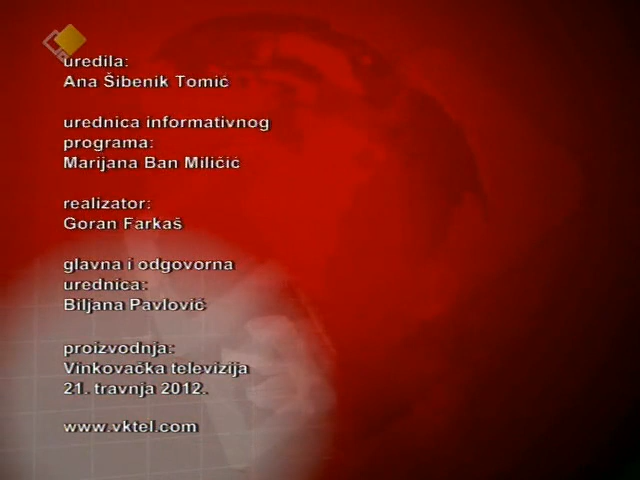 uredila:
Ana Šibenik Tomić
urednica informativnog
programa:
Marijana Ban Miličić
realizator:
Goran Farkaš
glavna i odgovorna
urednica:
Biljana Pavlović
proizvodnja:
Vinkovačka televizija
21. travnja 2012.
www.vktel.com